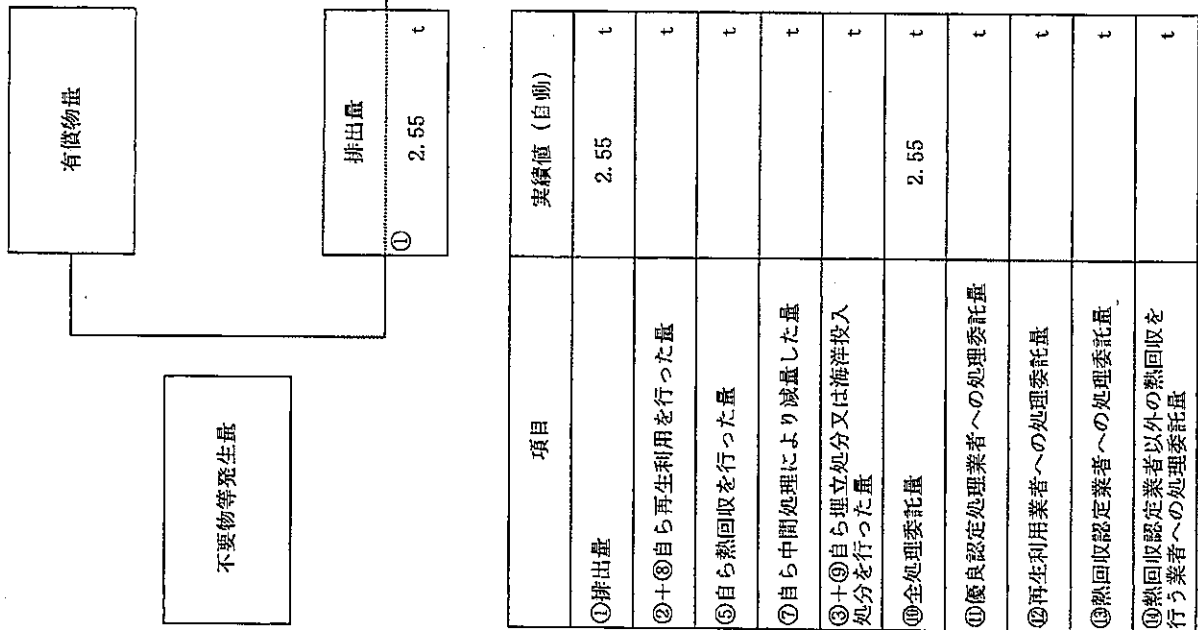 有償物量
不要物等発生量
排出量
①
2.55 t
項目 実績値（自動）
①排出量 2.55 t
②+⑧自ら再生利用を行った量 t
⑤自ら熱回収を行った量 t
⑦自ら中間処理により減量した量 t
③+⑨自ら埋立処分又は海洋投入
処分を行った量 t
⑩全処理委託量 2.55 t
⑪優良認定処理業者への処理委託量 t
⑫再生利用業者への処理委託量 t
⑬熱回収認定業者への処理委託量 t
⑭熱回収認定業者以外の熱回収を
行う業者への処理委託量 t